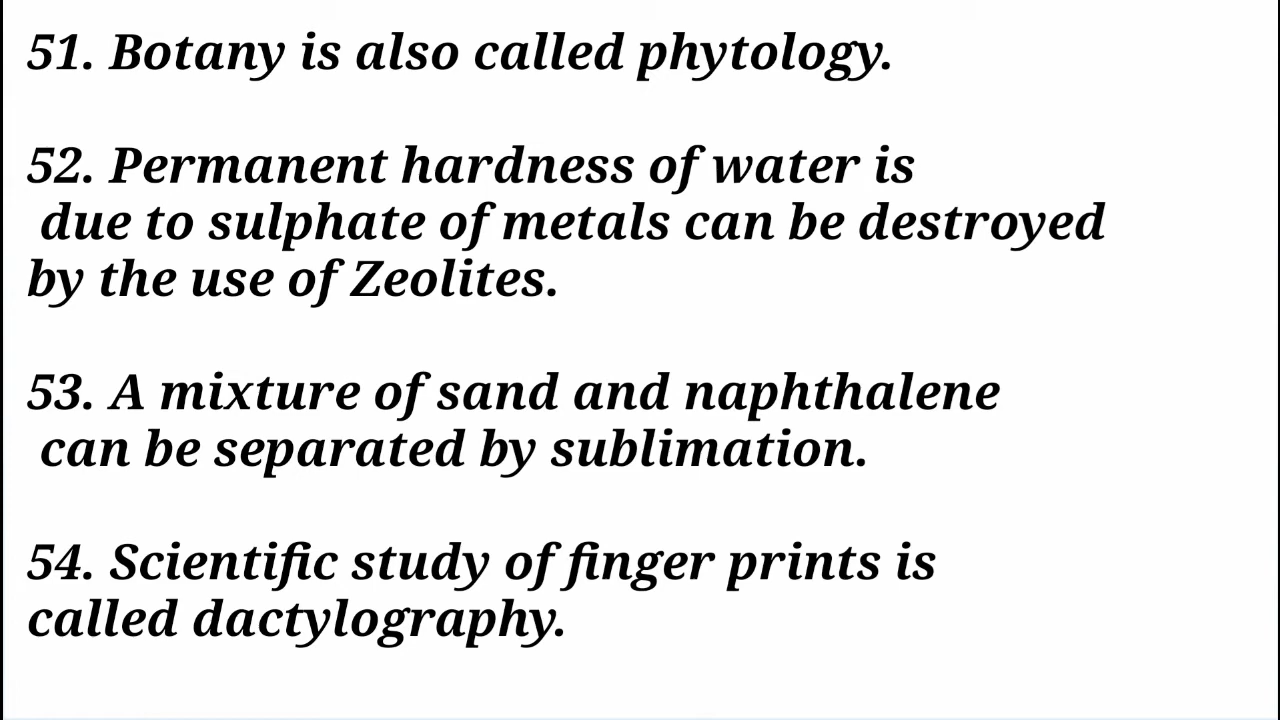 51. Botany is also called phytology.
52. Permanent hardness of water is
due to sulphate of metals can be destroyed
by the use of Zeolites.
53. A mixture of sand and naphthalene
can be separated by sublimation.
54. Scientific study of finger prints is
called dactylography.